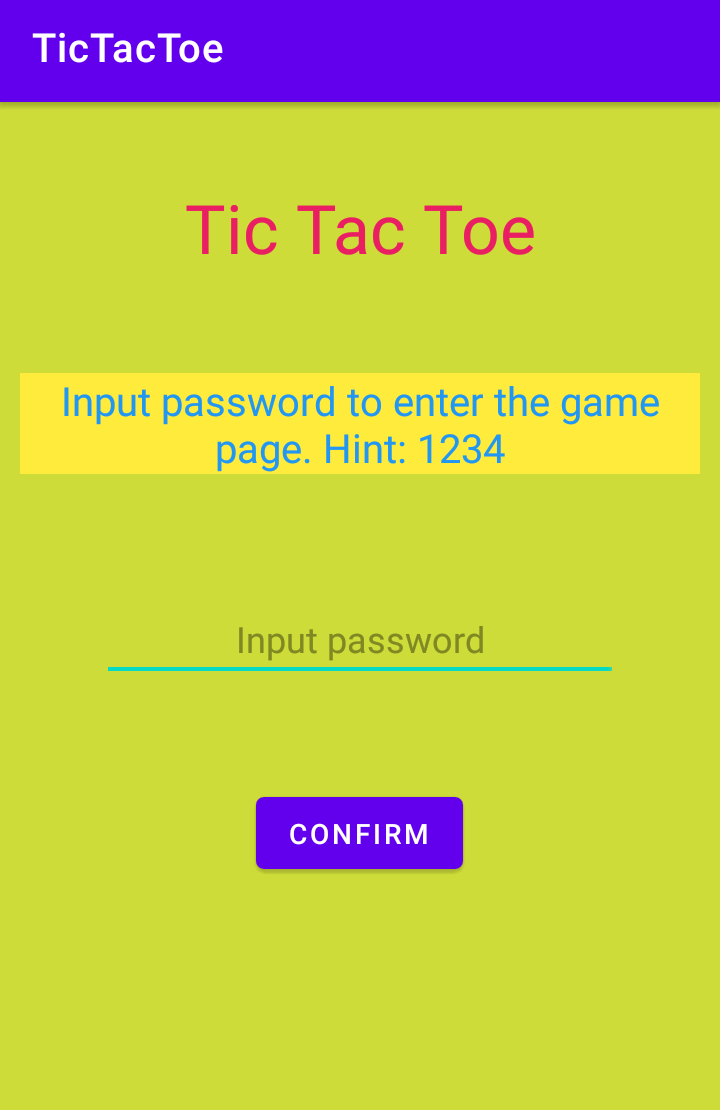 TicTacToe
Tic Tac Toe
Input password to enter the game
page. Hint: 1234
Input password
CONFIRM